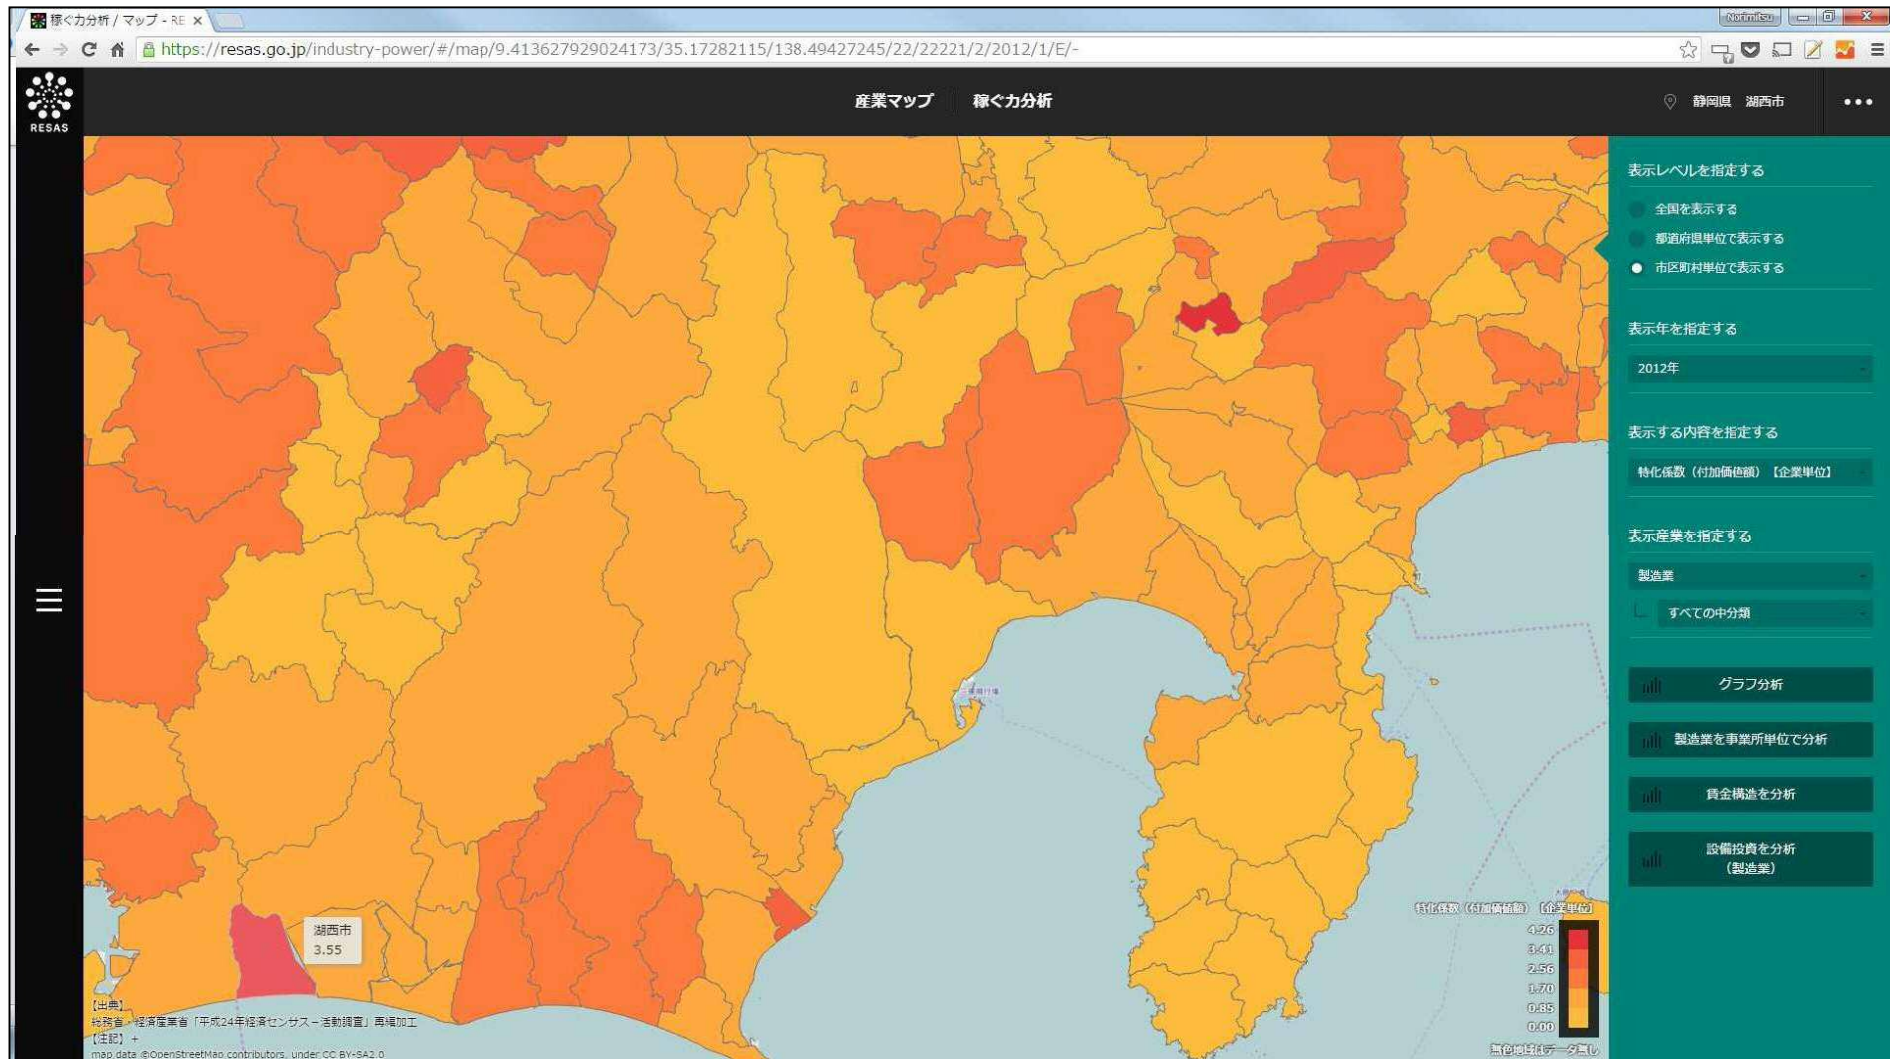 稼ぐ力分析 / マップ - RE
Norimitsu
https://resas.go.jp/industry-power/#/map/9.413627929024173/35.17282115/138.49427245/22/22221/2/2012/1/E/-
RESAS
産業マップ 稼ぐ力分析
静岡県 湖西市
表示レベルを指定する
全国を表示する
都道府県単位で表示する
市区町村単位で表示する
表示年を指定する
2012年
表示する内容を指定する
特化係数（付加価値額）【企業単位】
表示産業を指定する
製造業
すべての中分類
グラフ分析
製造業を事業所単位で分析
賃金構造を分析
設備投資を分析
（製造業）
湖西市
3.55
特化係数（付加価値額）【企業単位】
4.26
3.41
2.56
1.70
0.85
0.00
無色地域はデータ無し
【出典】
総務省・経済産業省「平成24年経済センサス－活動調査」再編加工
【注記】+
map data ©OpenStreetMap contributors, under CC BY-SA2.0